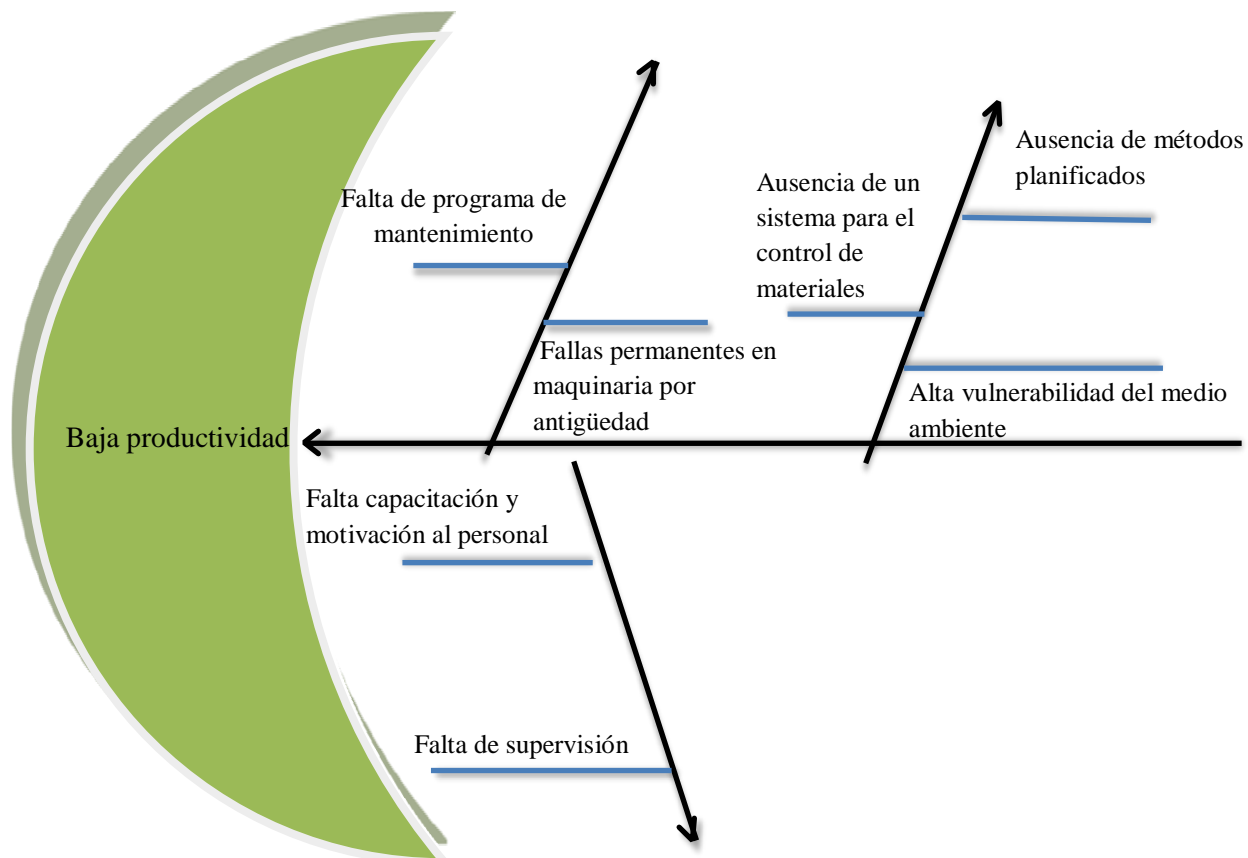 Ausencia de métodos
planificados
Ausencia de un
sistema para el
control de
materiales
Falta de programa de
mantenimiento
Fallas permanentes en
maquinaria por
antigüedad
Alta vulnerabilidad del medio
ambiente
Baja productividad
Falta capacitación y
motivación al personal
Falta de supervisión